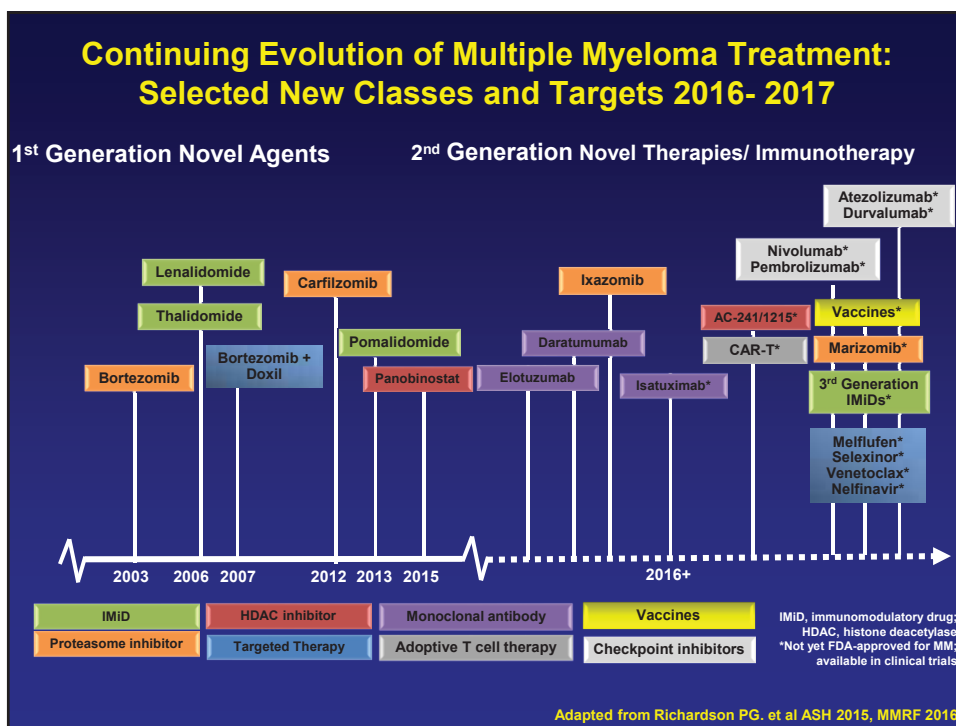 Continuing Evolution of Multiple Myeloma Treatment:
Selected New Classes and Targets 2016- 2017
1st Generation Novel Agents
2nd Generation Novel Therapies/ Immunotherapy
Atezolizumab*
Durvalumab*
Nivolumab*
Pembrolizumab*
Lenalidomide
Carfilzomib
Ixazomib
Thalidomide
AC-241/1215*
Vaccines*
Pomalidomide
Daratumumab
CAR-T*
Marizomib*
Bortezomib +
Doxil
Bortezomib
Panobinostat
Elotuzumab
Isatuximab*
3rd Generation
IMiDs*
Melflufen*
Selexinor*
Venetoclax*
Nelfinavir*
2003
2006
2007
2012
2013
2015
2016+
IMiD
HDAC inhibitor
Monoclonal antibody
Vaccines
Proteasome inhibitor
Targeted Therapy
Adoptive T cell therapy
Checkpoint inhibitors
IMiD, immunomodulatory drug;
HDAC, histone deacetylase
*Not yet FDA-approved for MM;
available in clinical trials
Adapted from Richardson PG. et al ASH 2015, MMRF 2016